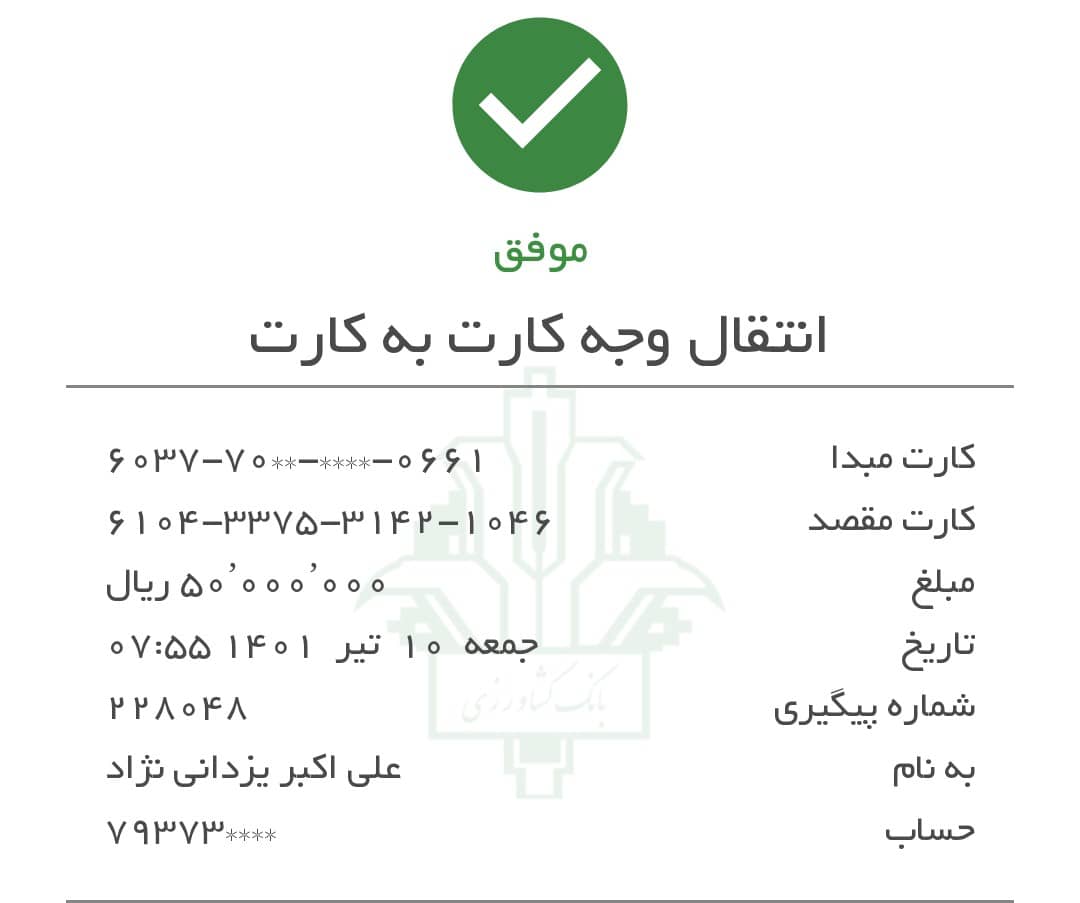 موفق
انتقال وجه کارت به کارت
کارت مبدا ۶۰۳۷-۷۰**-****-۰۶۶۱
کارت مقصد ۶۱۰۴-۳۳۷۵-۳۱۴۲-۱۰۴۶
مبلغ ۵۰٬۰۰۰٬۰۰۰ ریال
تاریخ جمعه ۱۰ تیر ۱۴۰۱ ۰۷:۵۵
شماره پیگیری ۲۲۸۰۴۸
به نام علی اکبر یزدانی نژاد
حساب ۷۹۳۷۳****
بانک کشاورزی